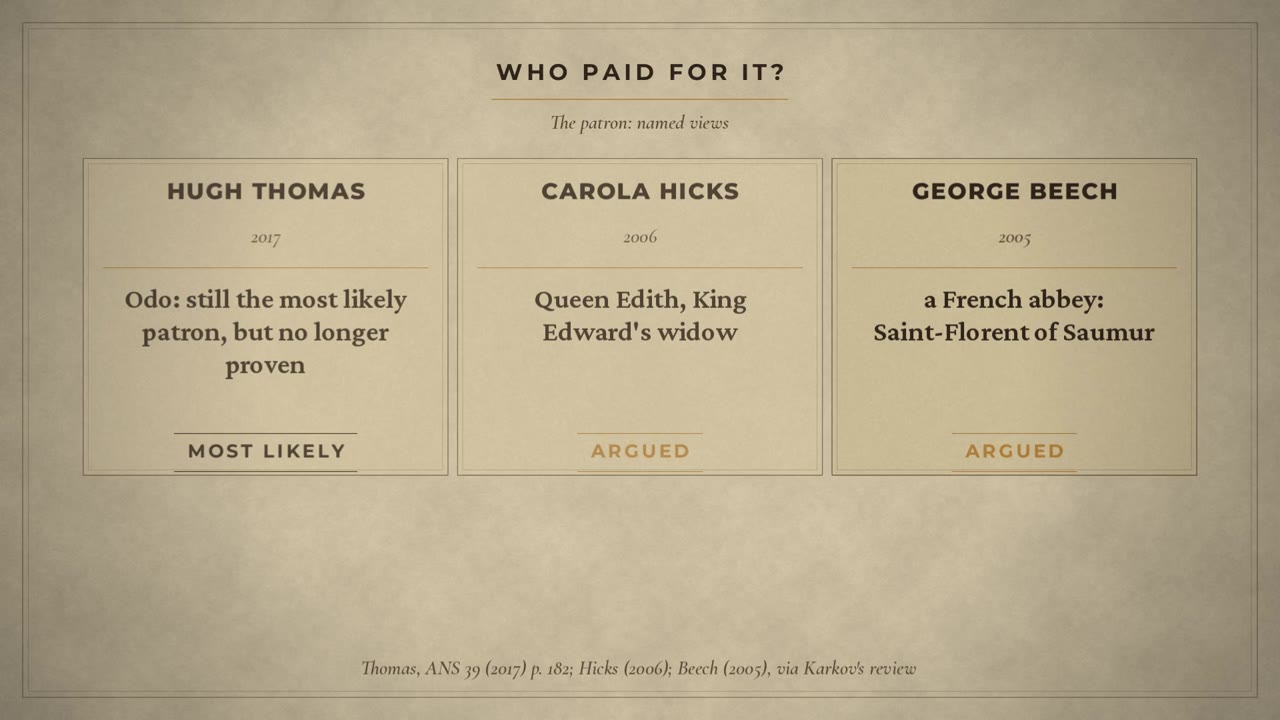 WHO PAID FOR IT?
The patron: named views
HUGH THOMAS
2017
Odo: still the most likely
patron, but no longer
proven
MOST LIKELY
CAROLA HICKS
2006
Queen Edith, King
Edward's widow
ARGUED
GEORGE BEECH
2005
a French abbey:
Saint-Florent of Saumur
ARGUED
Thomas, ANS 39 (2017) p. 182; Hicks (2006); Beech (2005), via Karkov's review